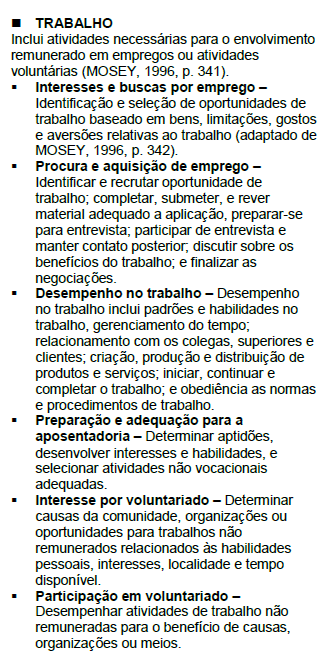 ■ TRABALHO
Inclui atividades necessárias para o envolvimento
remunerado em empregos ou atividades
voluntárias (MOSEY, 1996, p. 341).
▪ Interesses e buscas por emprego –
Identificação e seleção de oportunidades de
trabalho baseado em bens, limitações, gostos
e aversões relativas ao trabalho (adaptado de
MOSEY, 1996, p. 342).
▪ Procura e aquisição de emprego –
Identificar e recrutar oportunidade de
trabalho; completar, submeter, e rever
material adequado a aplicação, preparar-se
para entrevista; participar de entrevista e
manter contato posterior; discutir sobre os
benefícios do trabalho; e finalizar as
negociações.
▪ Desempenho no trabalho – Desempenho
no trabalho inclui padrões e habilidades no
trabalho, gerenciamento do tempo;
relacionamento com os colegas, superiores e
clientes; criação, produção e distribuição de
produtos e serviços; iniciar, continuar e
completar o trabalho; e obediência as normas
e procedimentos de trabalho.
▪ Preparação e adequação para a
aposentadoria – Determinar aptidões,
desenvolver interesses e habilidades, e
selecionar atividades não vocacionais
adequadas.
▪ Interesse por voluntariado – Determinar
causas da comunidade, organizações ou
oportunidades para trabalhos não
remunerados relacionados às habilidades
pessoais, interesses, localidade e tempo
disponível.
▪ Participação em voluntariado –
Desempenhar atividades de trabalho não
remuneradas para o benefício de causas,
organizações ou meios.